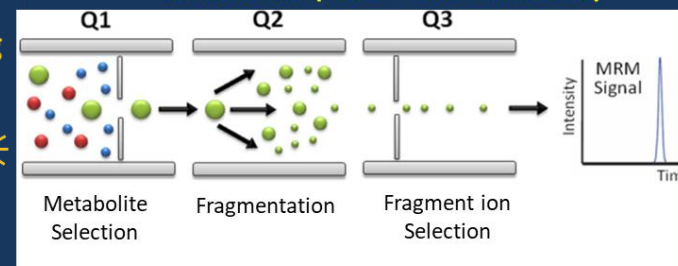 Q1
Q2
Q3
MRM
Signal
Intensity
Metabolite
Selection
Fragmentation
Fragment ion
Selection